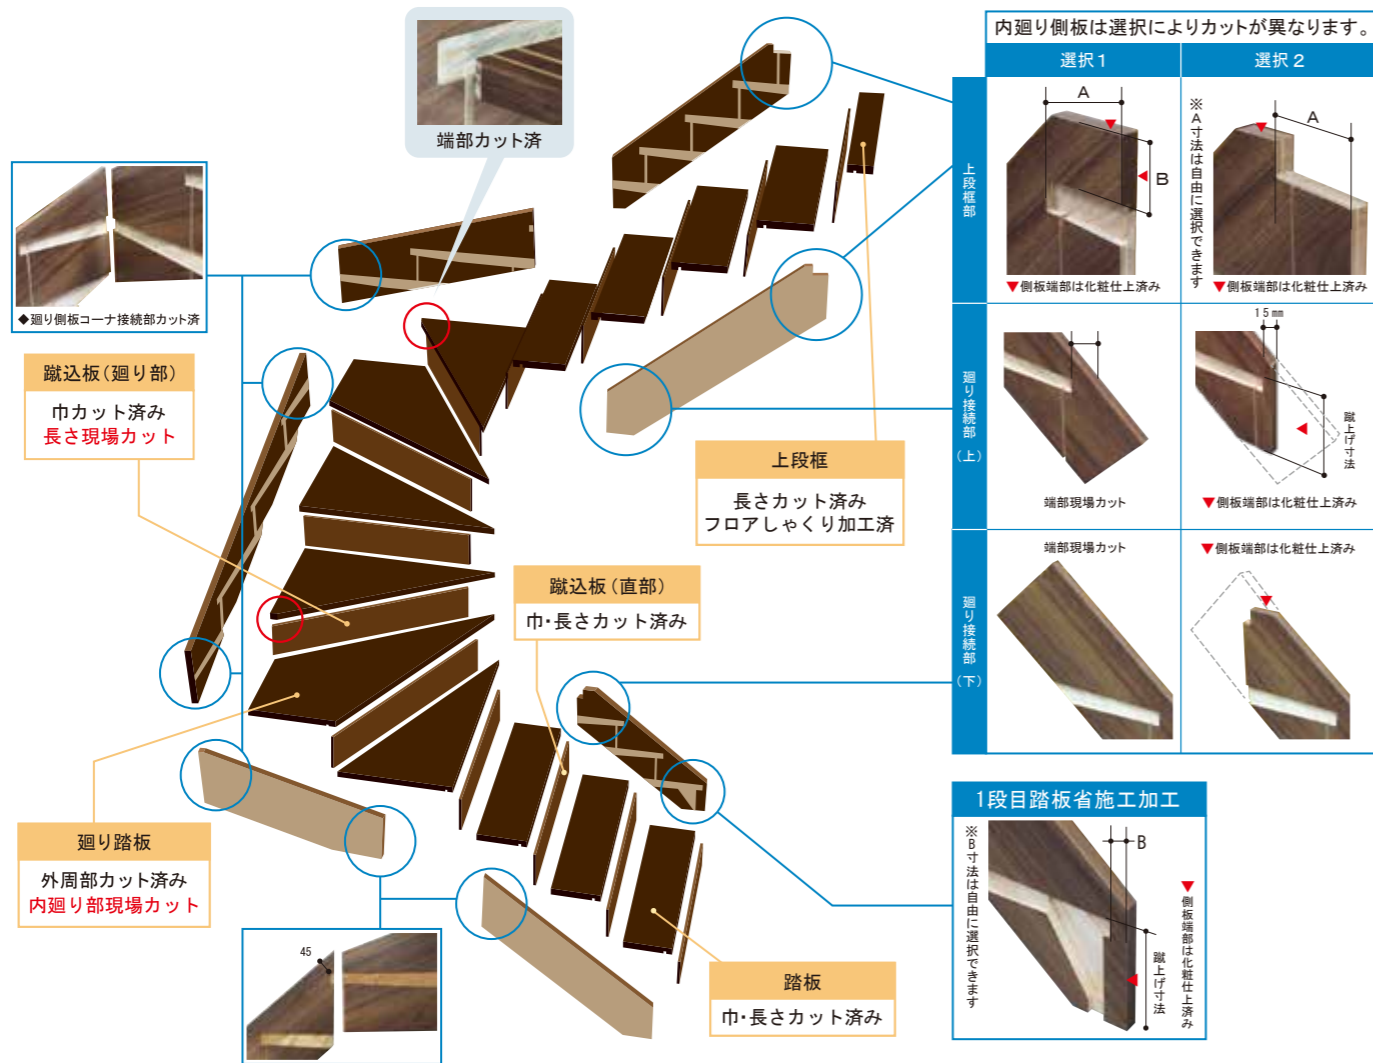 端部カット済
◆廻り側板コーナ接続部カット済
蹴込板(廻り部)
巾カット済み
長さ現場カット
上段框
長さカット済み
フロアしゃくり加工済
蹴込板(直部)
巾・長さカット済み
廻り踏板
外周部カット済み
内廻り部現場カット
45
踏板
巾・長さカット済み
内廻り側板は選択によりカットが異なります。
選択1
選択2
上段框部
A
B
▼側板端部は化粧仕上済み
※A寸法は自由に選択できます
A
▼側板端部は化粧仕上済み
廻り接続部(上)
端部現場カット
15mm
蹴上げ寸法
▼側板端部は化粧仕上済み
廻り接続部(下)
端部現場カット
▼側板端部は化粧仕上済み
1段目踏板省施工加工
※B寸法は自由に選択できます
B
蹴上げ寸法
▼側板端部は化粧仕上済み